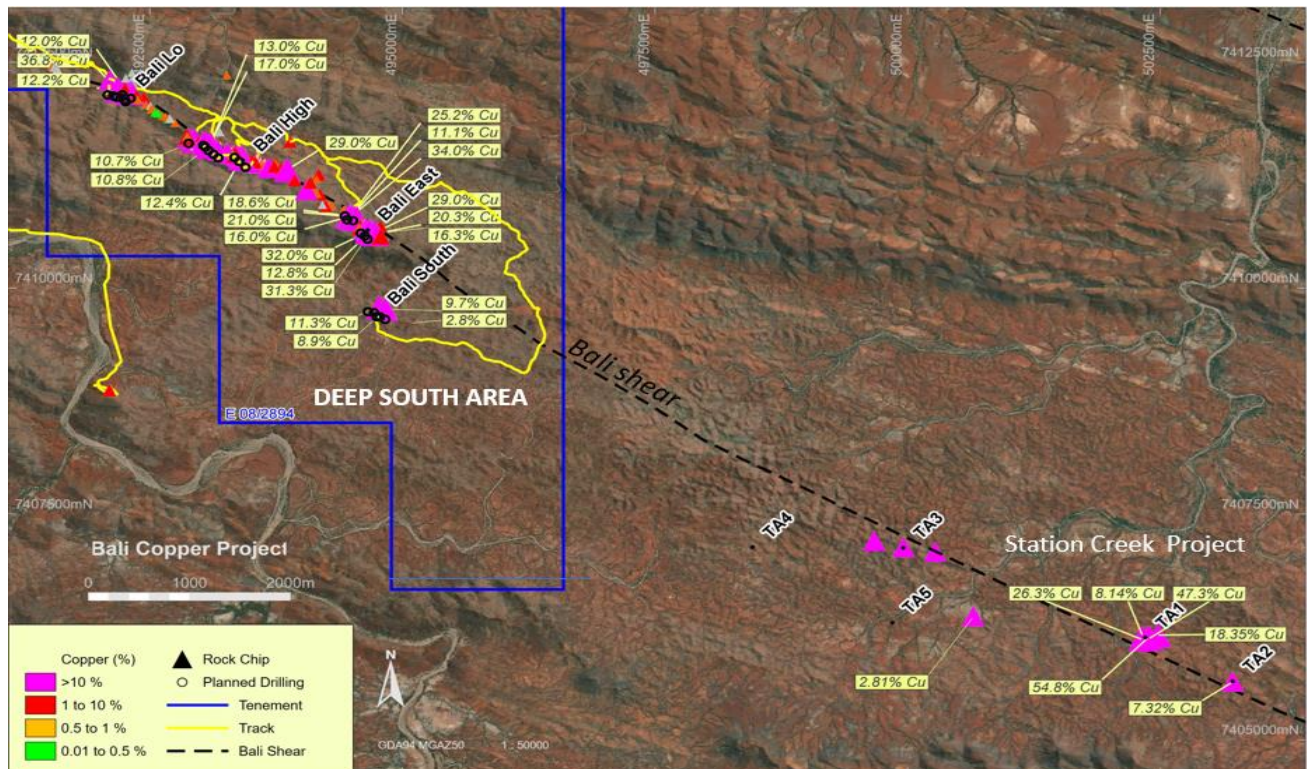 492500mE
495000mE
497500mE
500000mE
502500mE
7412500mN
12.0% Cu
36.8% Cu
12.2% Cu
Bali Lo
13.0% Cu
17.0% Cu
Bali High
25.2% Cu
11.1% Cu
34.0% Cu
29.0% Cu
10.7% Cu
10.8% Cu
12.4% Cu
18.6% Cu
21.0% Cu
16.0% Cu
Bali East
29.0% Cu
20.3% Cu
16.3% Cu
32.0% Cu
12.8% Cu
31.3% Cu
7410000mN
7410000mN
Bali South
9.7% Cu
2.8% Cu
11.3% Cu
8.9% Cu
Bali shear
DEEP SOUTH AREA
E 08/2894
7407500mN
7407500mN
TA4
TA3
Station Creek Project
Bali Copper Project
0 1000 2000m
TA5
26.3% Cu
8.14% Cu
47.3% Cu
TA1
18.35% Cu
TA2
2.81% Cu
54.8% Cu
7.32% Cu
7405000mN
Copper (%)
>10 %
1 to 10 %
0.5 to 1 %
0.01 to 0.5 %
Rock Chip
Planned Drilling
Tenement
Track
Bali Shear
N
GDA94 MGAZ50 1 : 50000